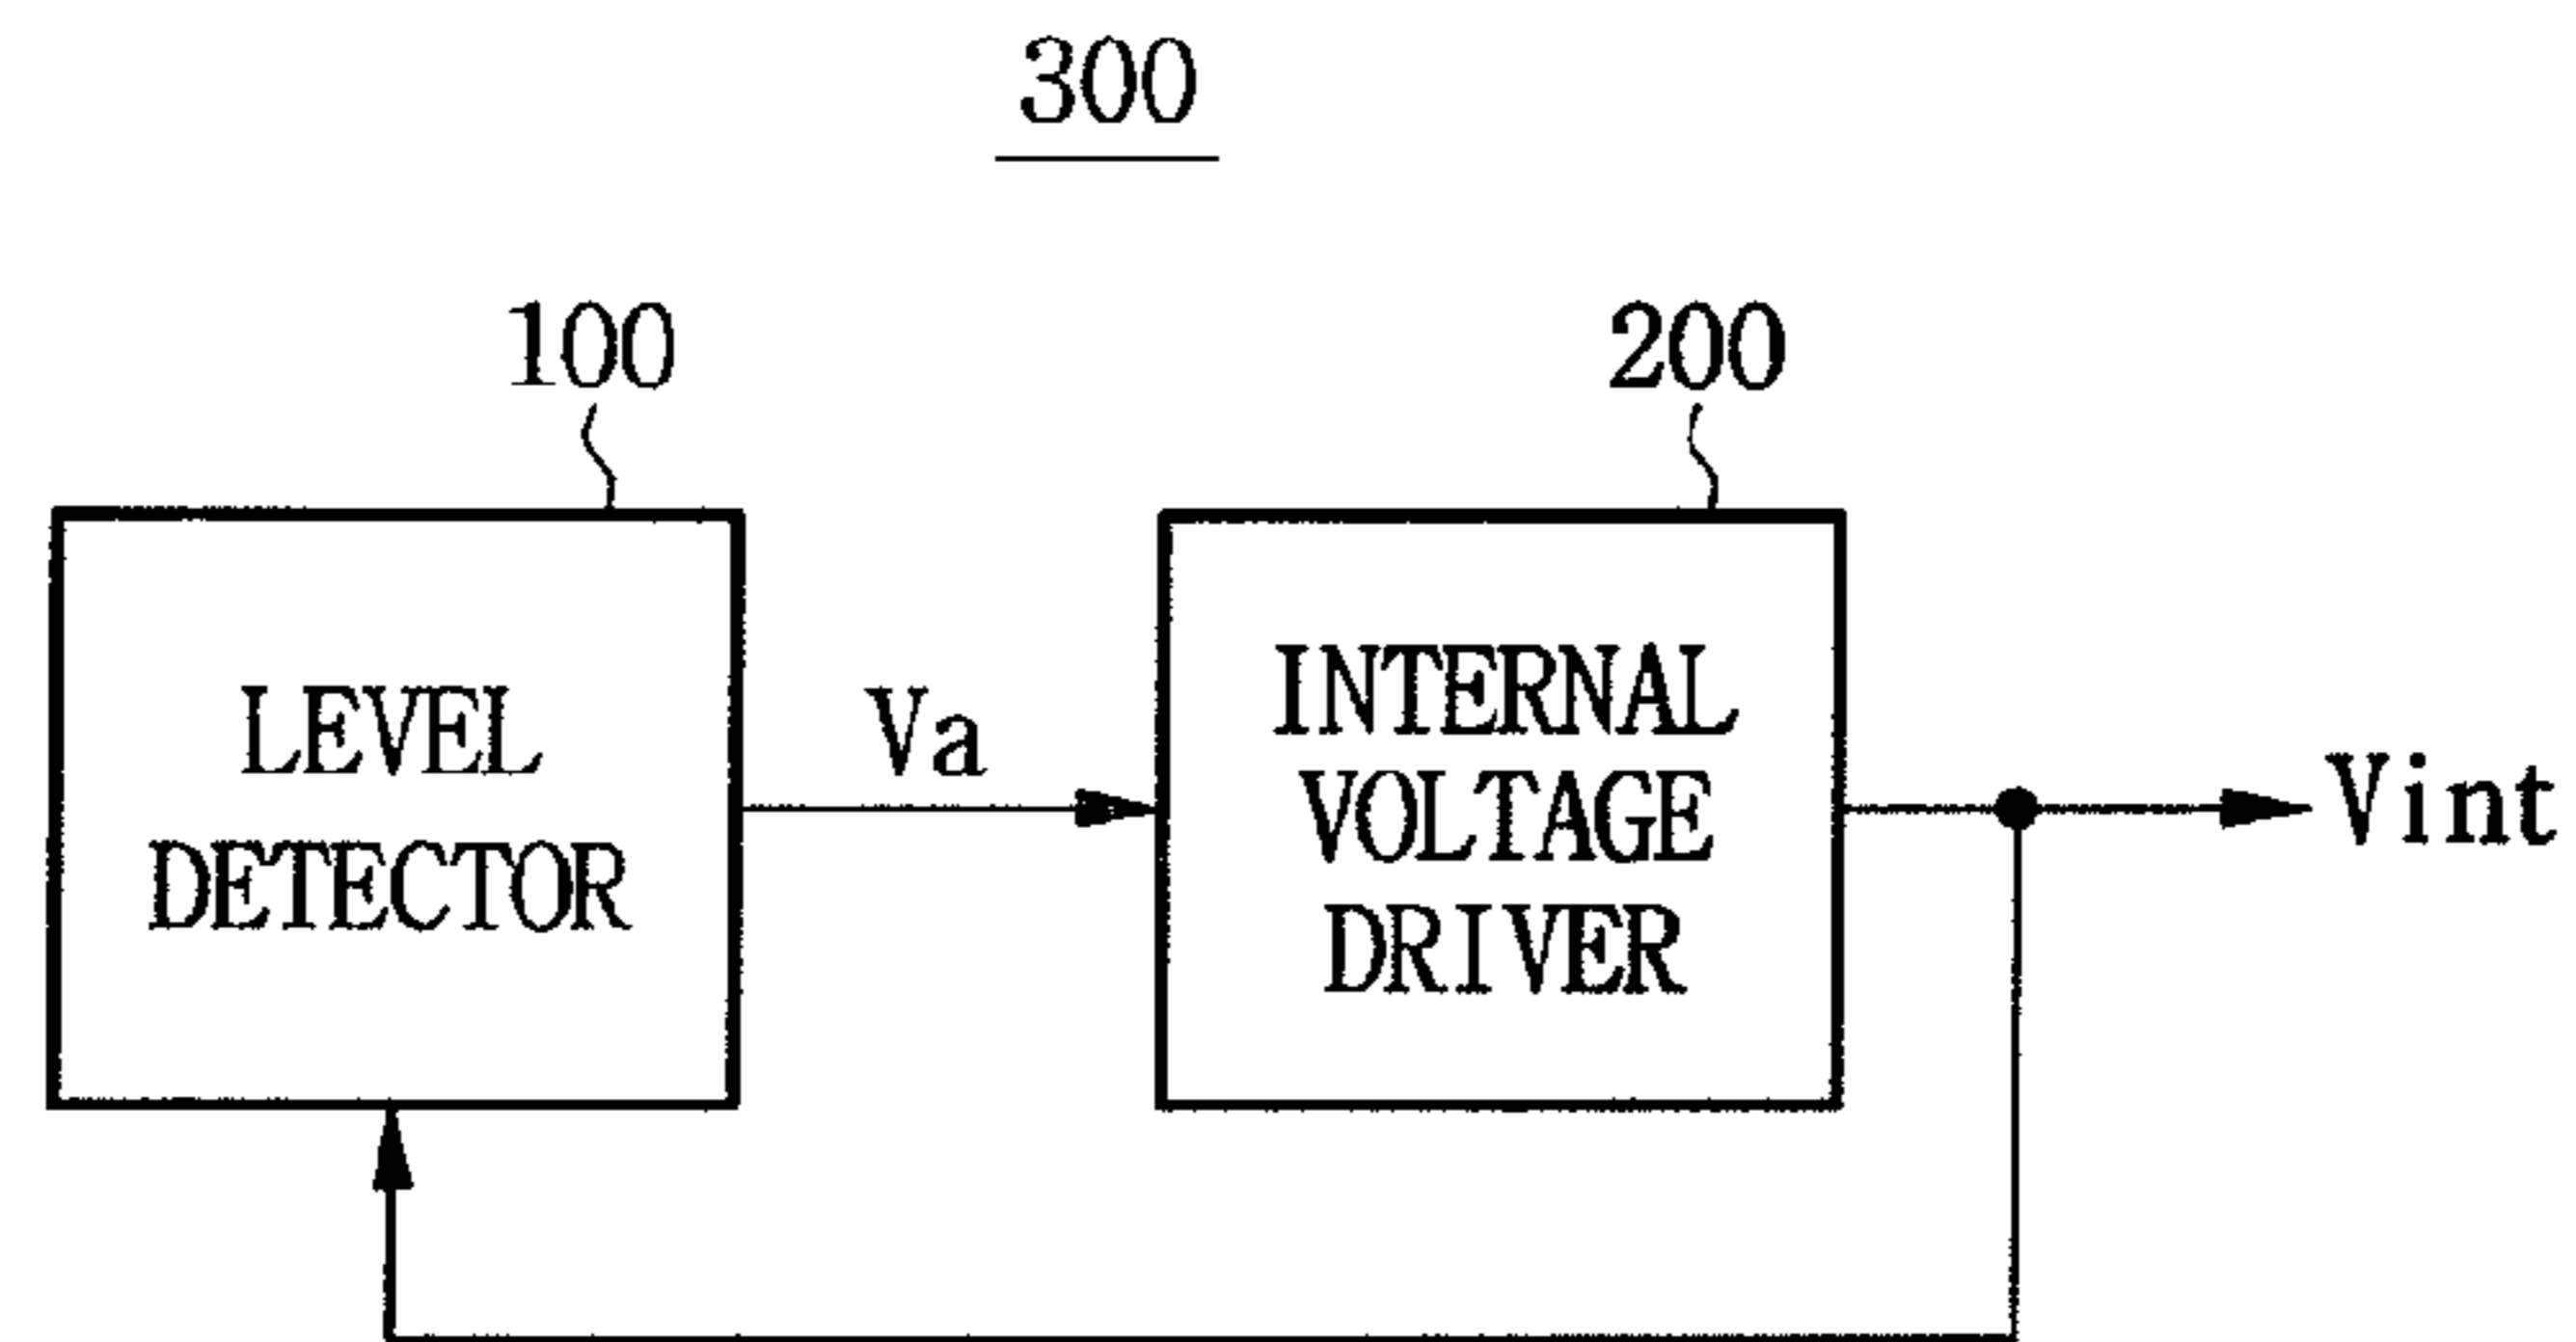 300
100
200
LEVEL
DETECTOR
Va
INTERNAL
VOLTAGE
DRIVER
Vint